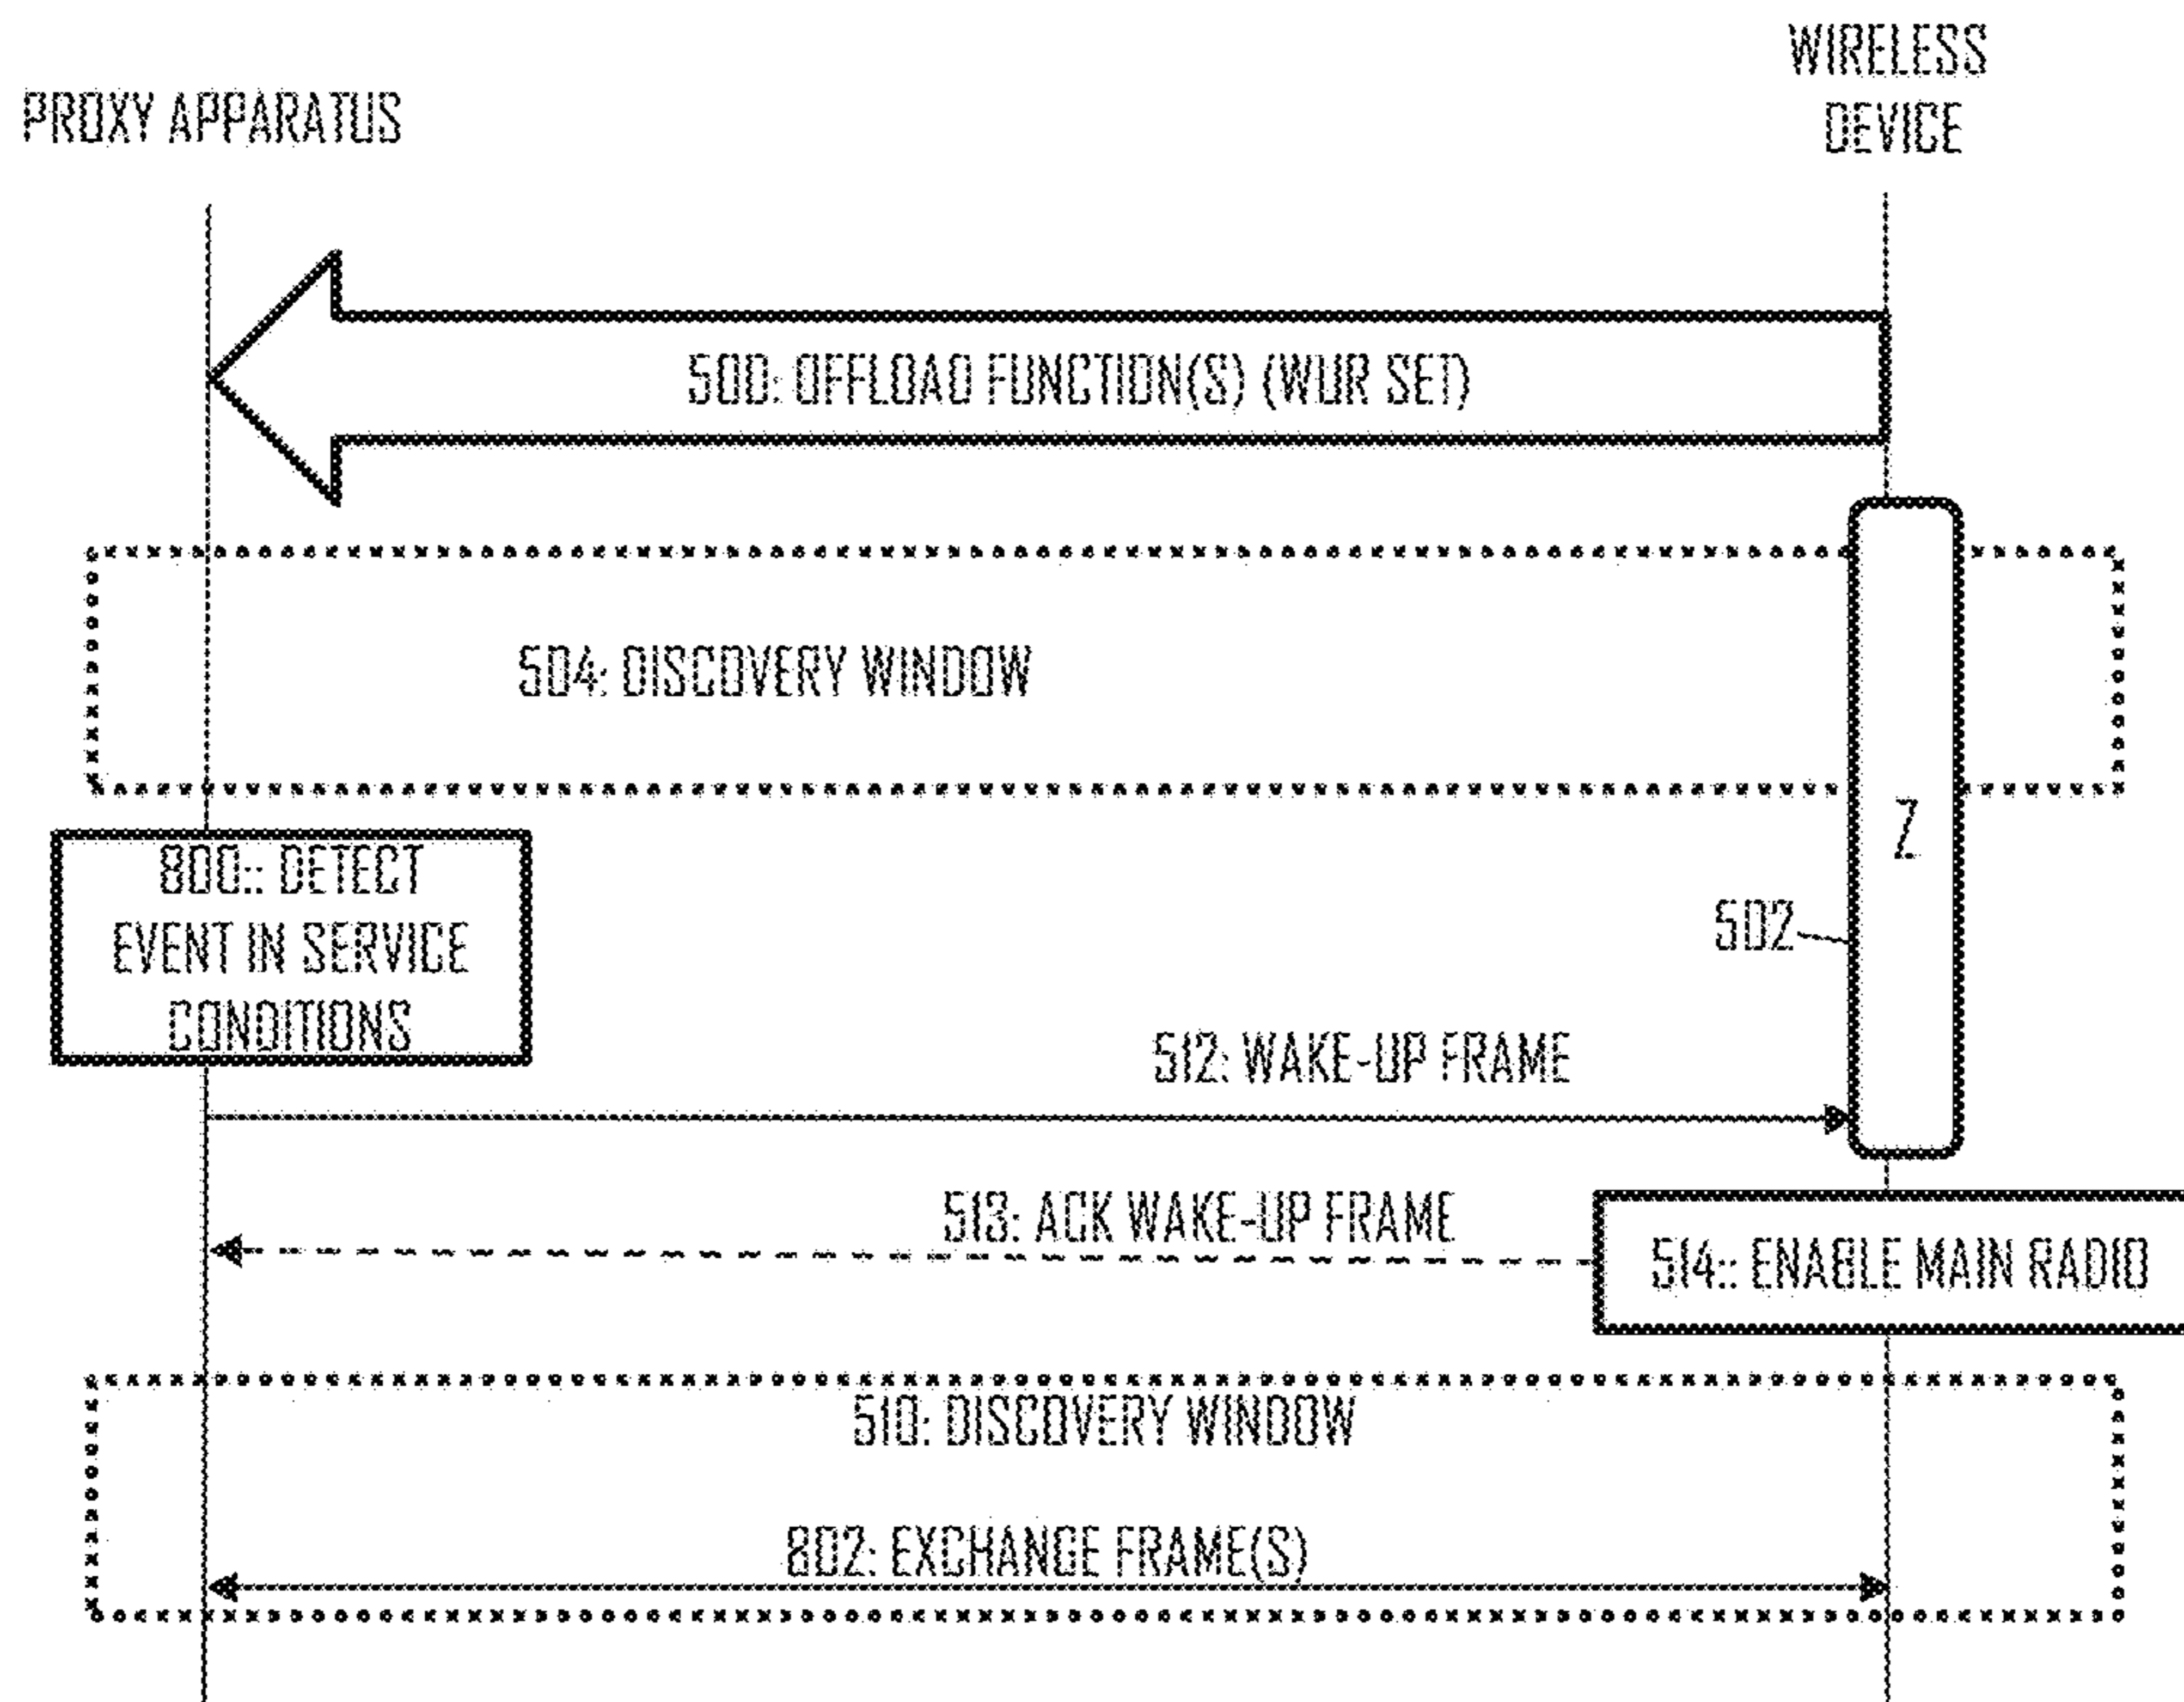 PROXY APPARATUS
WIRELESS
DEVICE
500: OFFLOAD FUNCTION(S) (WUR SET)
504: DISCOVERY WINDOW
Z
800:: DETECT
EVENT IN SERVICE
CONDITIONS
502
512: WAKE-UP FRAME
513: ACK WAKE-UP FRAME
514:: ENABLE MAIN RADIO
510: DISCOVERY WINDOW
802: EXCHANGE FRAME(S)